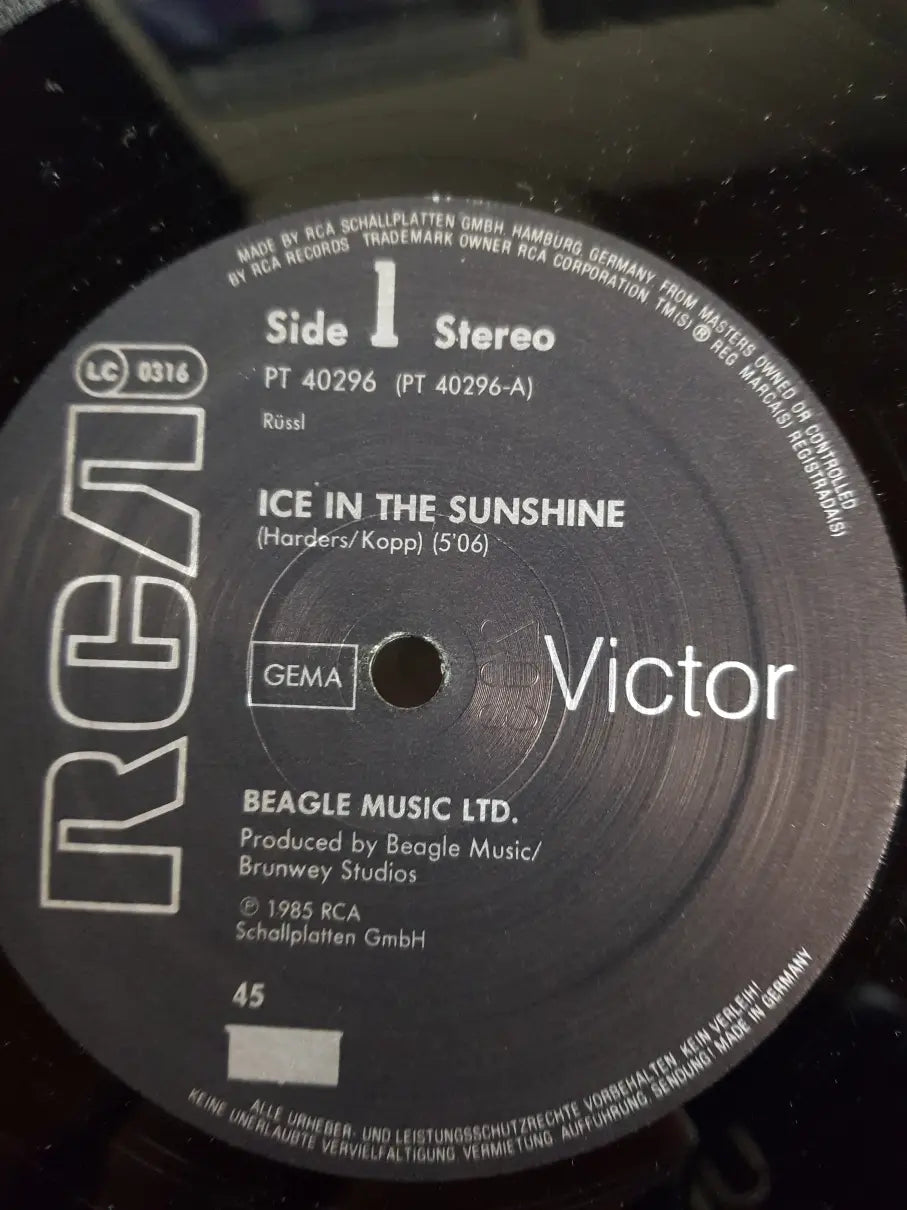 MADE BY RCA SCHALLPLATTEN GMBH. HAMBURG, GERMANY, FROM MASTERS OWNED OR CONTROLLED
BY RCA RECORDS TRADEMARK OWNER RCA CORPORATION. TM(S) ® REG MARCA(S) REGISTRADA(S)
Side 1 Stereo
LC 0316
PT 40296 (PT 40296-A)
Rüssl
RCA
ICE IN THE SUNSHINE
(Harders/Kopp) (5'06)
GEMA
RCA
Victor
BEAGLE MUSIC LTD.
Produced by Beagle Music/
Brunwey Studios
℗ 1985 RCA
Schallplatten GmbH
45
ALLE URHEBER- UND LEISTUNGSSCHUTZRECHTE VORBEHALTEN. KEIN VERLEIH!
KEINE UNERLAUBTE VERVIELFÄLTIGUNG VERMIETUNG, AUFFÜHRUNG SENDUNG! MADE IN GERMANY